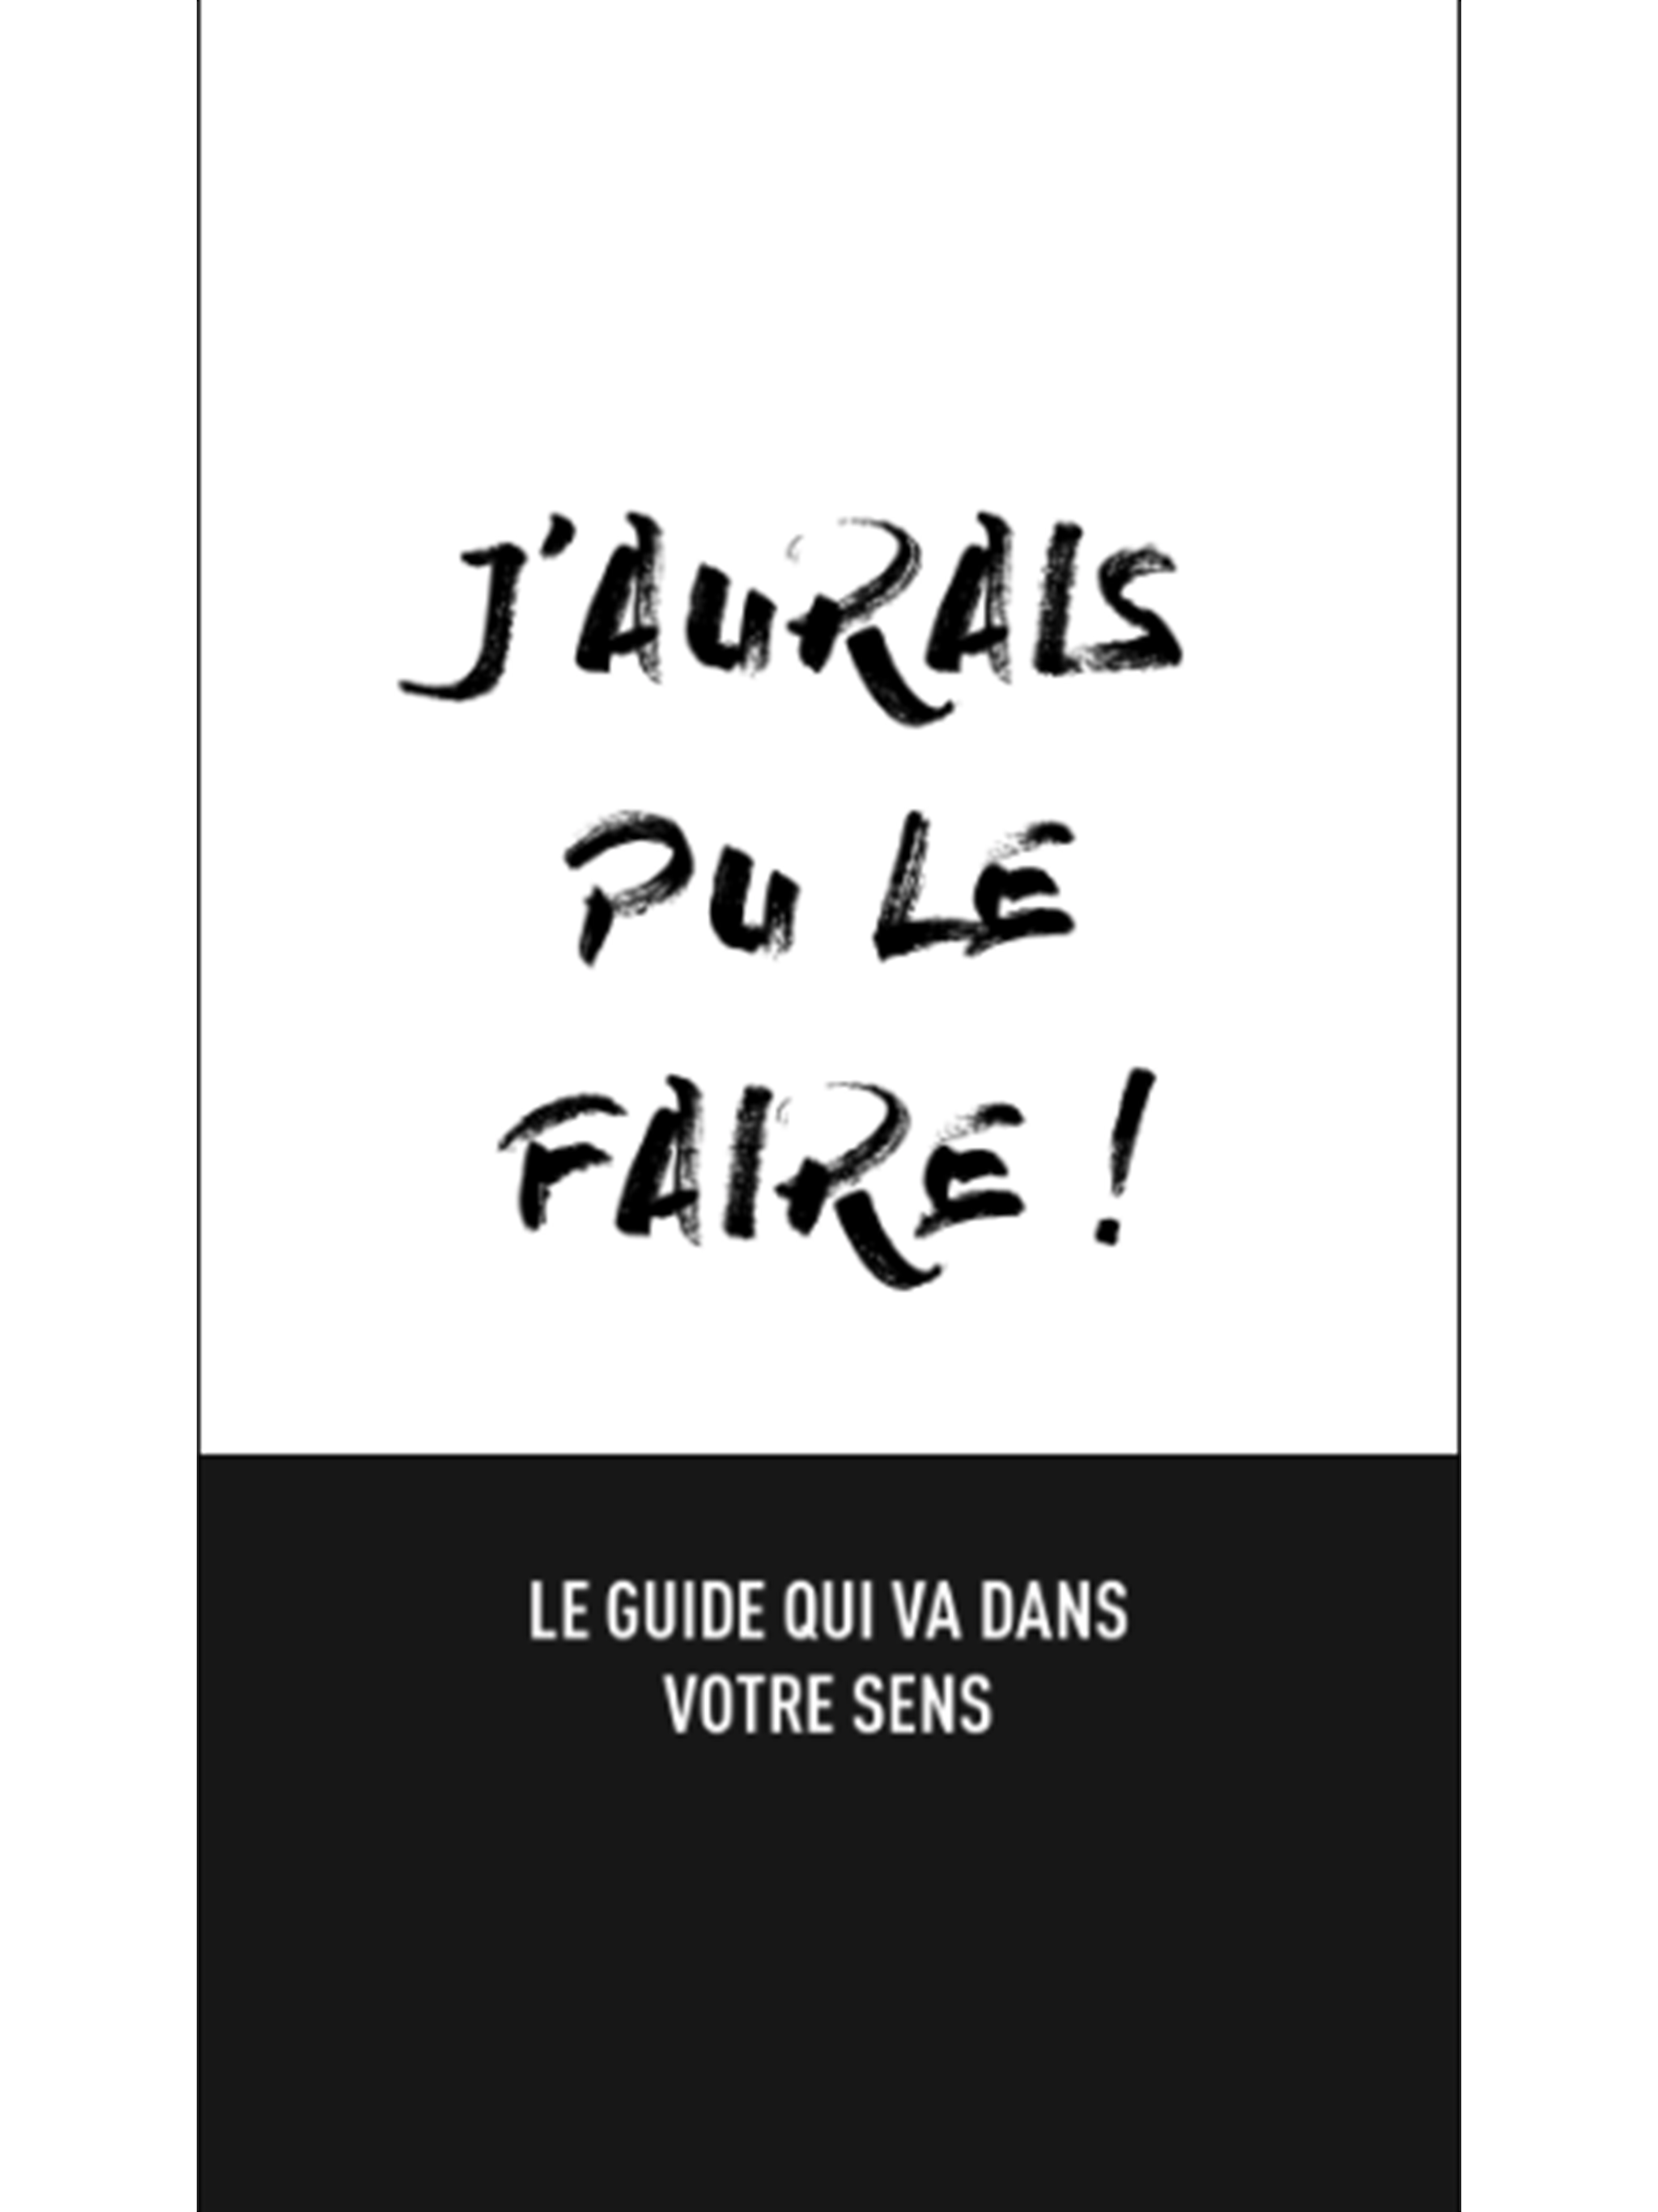 J'AURAIS
PU LE
FAIRE !
LE GUIDE QUI VA DANS
VOTRE SENS